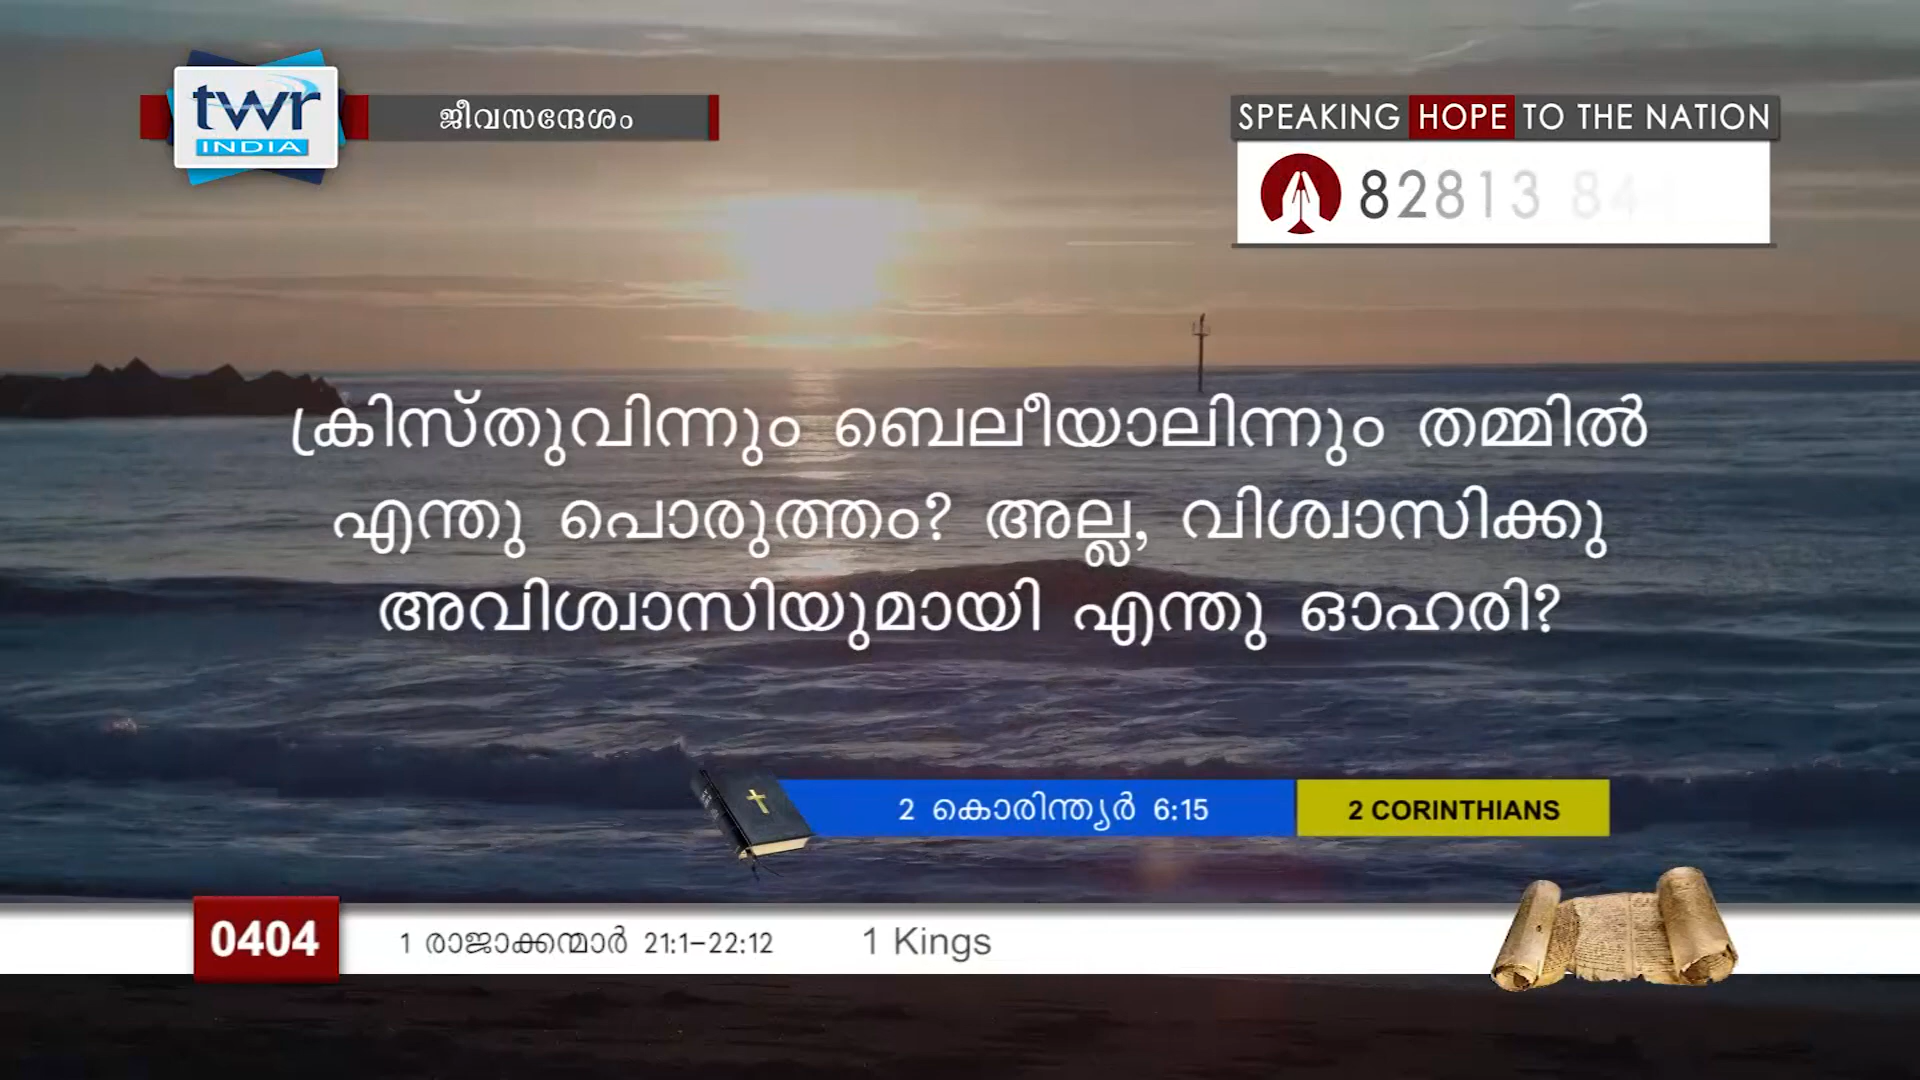 twr
INDIA
ജീവസന്ദേശം
SPEAKING HOPE TO THE NATION
82813 84
ക്രിസ്തുവിന്നും ബെലീയാലിന്നും തമ്മിൽ
എന്തു പൊരുത്തം? അല്ല, വിശ്വാസിക്കു
അവിശ്വാസിയുമായി എന്തു ഓഹരി?
2 കൊരിന്ത്യർ 6:15
2 CORINTHIANS
0404
1 രാജാക്കന്മാർ 21:1-22:12
1 Kings